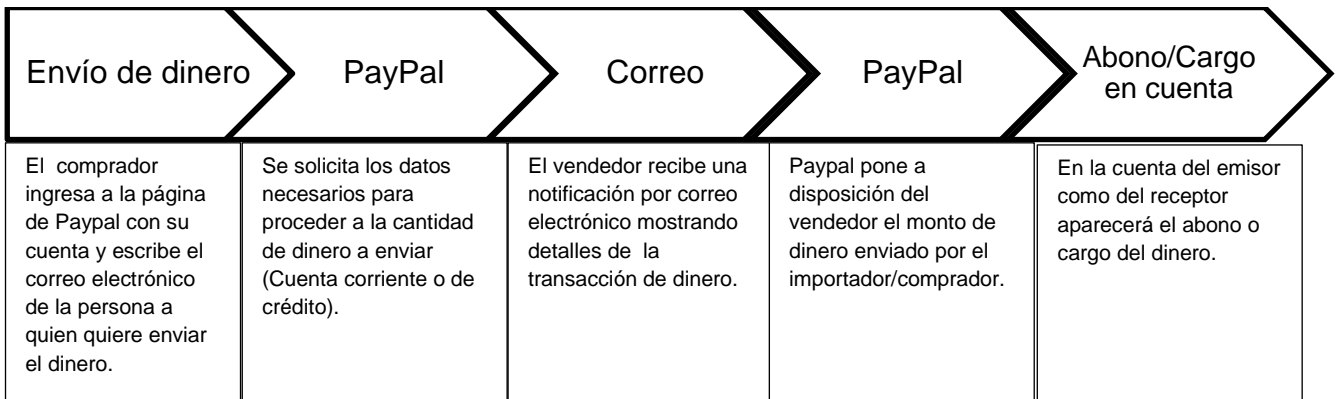 Envío de dinero
PayPal
Correo
PayPal
Abono/Cargo
en cuenta
El comprador
ingresa a la página
de Paypal con su
cuenta y escribe el
correo electrónico
de la persona a
quien quiere enviar
el dinero.
Se solicita los datos
necesarios para
proceder a la cantidad
de dinero a enviar
(Cuenta corriente o de
crédito).
El vendedor recibe una
notificación por correo
electrónico mostrando
detalles de la
transacción de dinero.
Paypal pone a
disposición del
vendedor el monto de
dinero enviado por el
importador/comprador.
En la cuenta del emisor
como del receptor
aparecerá el abono o
cargo del dinero.